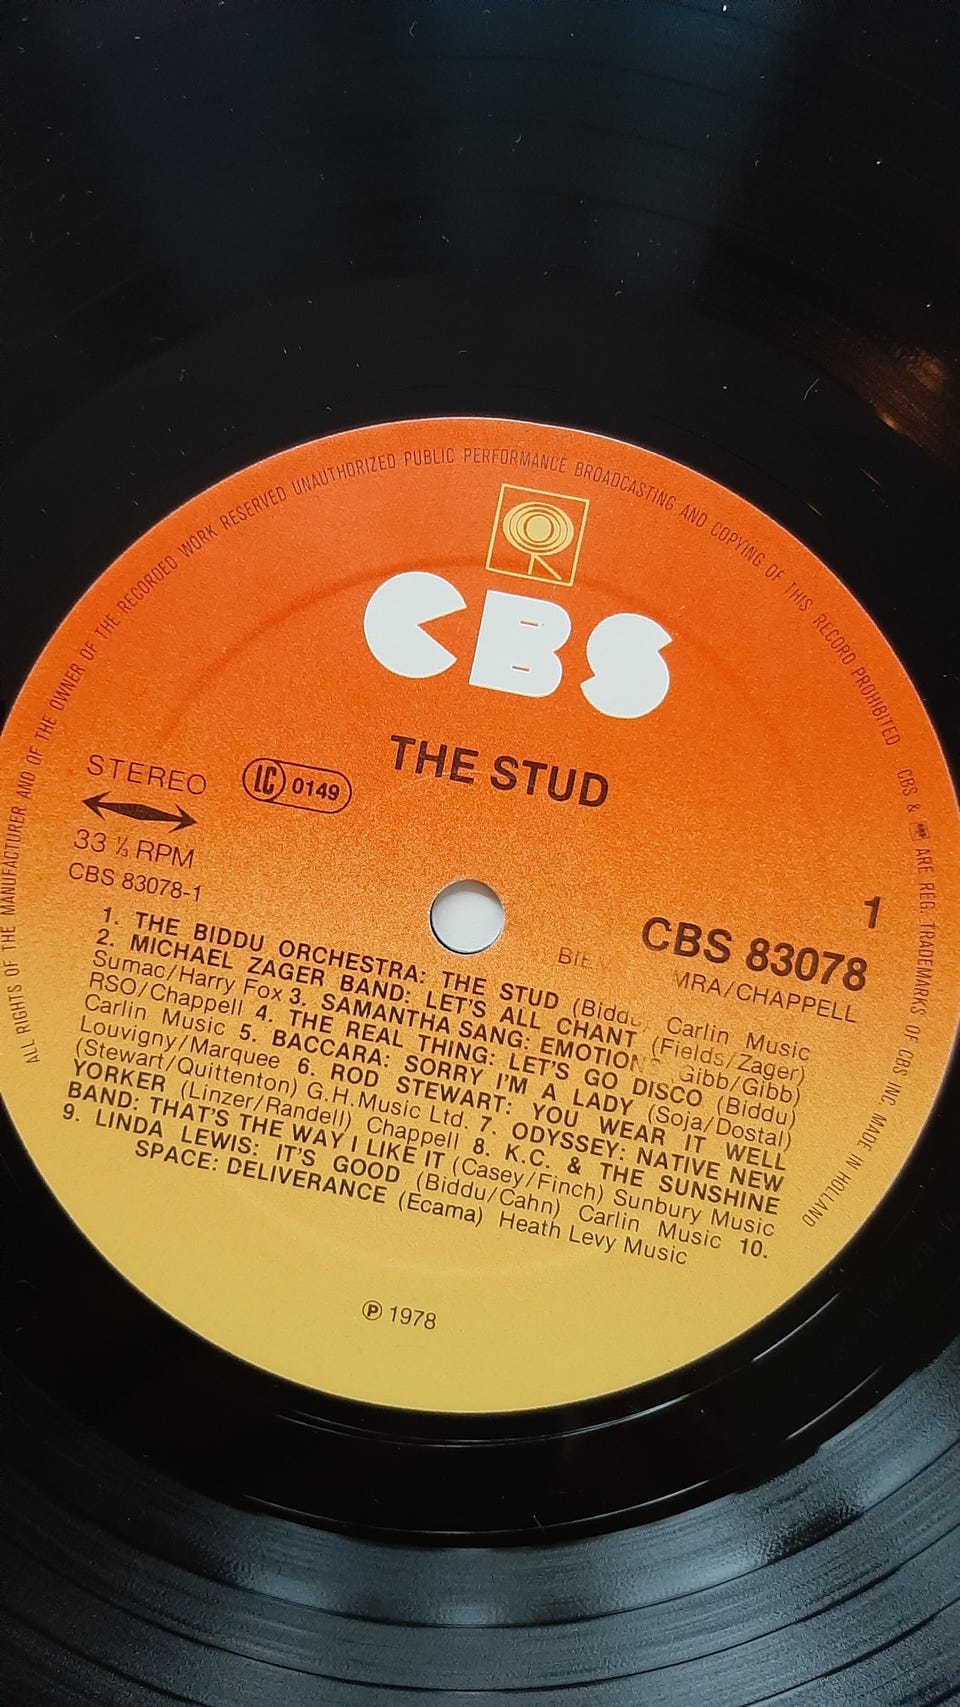 ALL RIGHTS OF THE MANUFACTURER AND OF THE OWNER OF THE RECORDED WORK RESERVED UNAUTHORIZED PUBLIC PERFORMANCE BROADCASTING AND COPYING OF THIS RECORD PROHIBITED
CBS & ARE REG. TRADEMARKS OF CBS INC. MADE IN HOLLAND
CBS
THE STUD
STEREO
LC 0149
33 ⅓ RPM
CBS 83078-1
1
CBS 83078
MRA/CHAPPELL
1. THE BIDDU ORCHESTRA: THE STUD Carlin Music
2. MICHAEL ZAGER BAND: LET'S ALL CHANT (Fields/Zager)
Sumac/Harry Fox 3. SAMANTHA SANG: EMOTION Gibb/Gibb)
RSO/Chappell 4. THE REAL THING: LET'S GO DISCO (Biddu)
Carlin Music 5. BACCARA: SORRY I'M A LADY (Soja/Dostal)
Louvigny/Marquee 6. ROD STEWART: YOU WEAR IT WELL
(Stewart/Quittenton) G.H.Music Ltd. 7. ODYSSEY: NATIVE NEW
YORKER (Linzer/Randell) Chappell 8. K.C. & THE SUNSHINE
BAND: THAT'S THE WAY I LIKE IT (Casey/Finch) Sunbury Music
9. LINDA LEWIS: IT'S GOOD (Biddu/Cahn) Carlin Music 10.
SPACE: DELIVERANCE (Ecama) Heath Levy Music
℗ 1978